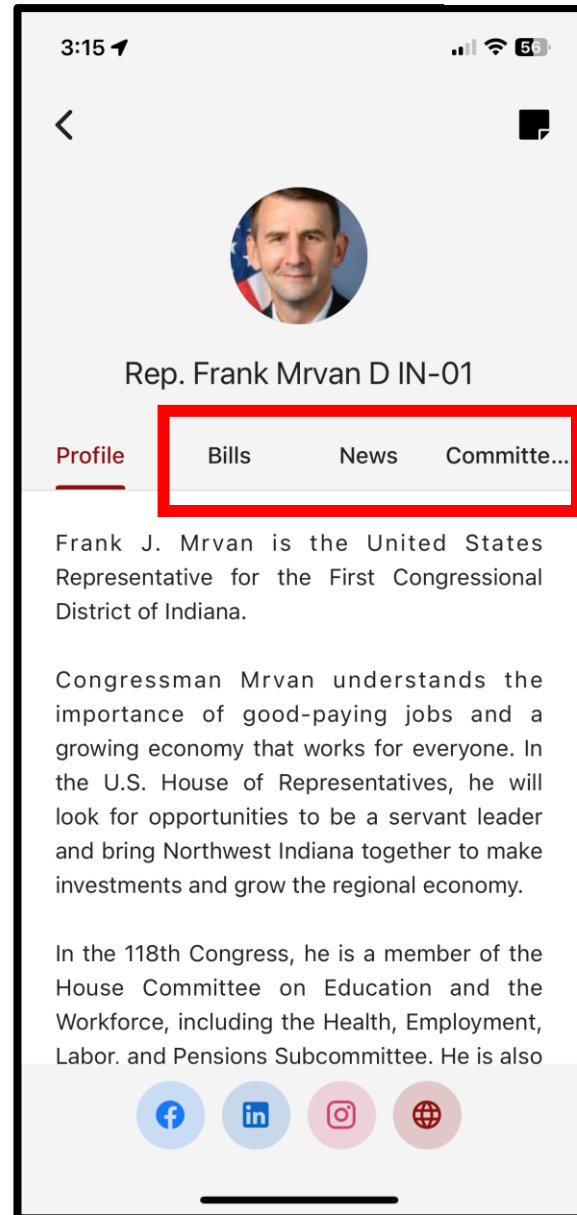 3:15
56
Rep. Frank Mrvan D IN-01
Profile Bills News Committe...
Frank J. Mrvan is the United States
Representative for the First Congressional
District of Indiana.
Congressman Mrvan understands the
importance of good-paying jobs and a
growing economy that works for everyone. In
the U.S. House of Representatives, he will
look for opportunities to be a servant leader
and bring Northwest Indiana together to make
investments and grow the regional economy.
In the 118th Congress, he is a member of the
House Committee on Education and the
Workforce, including the Health, Employment,
Labor, and Pensions Subcommittee. He is also
in